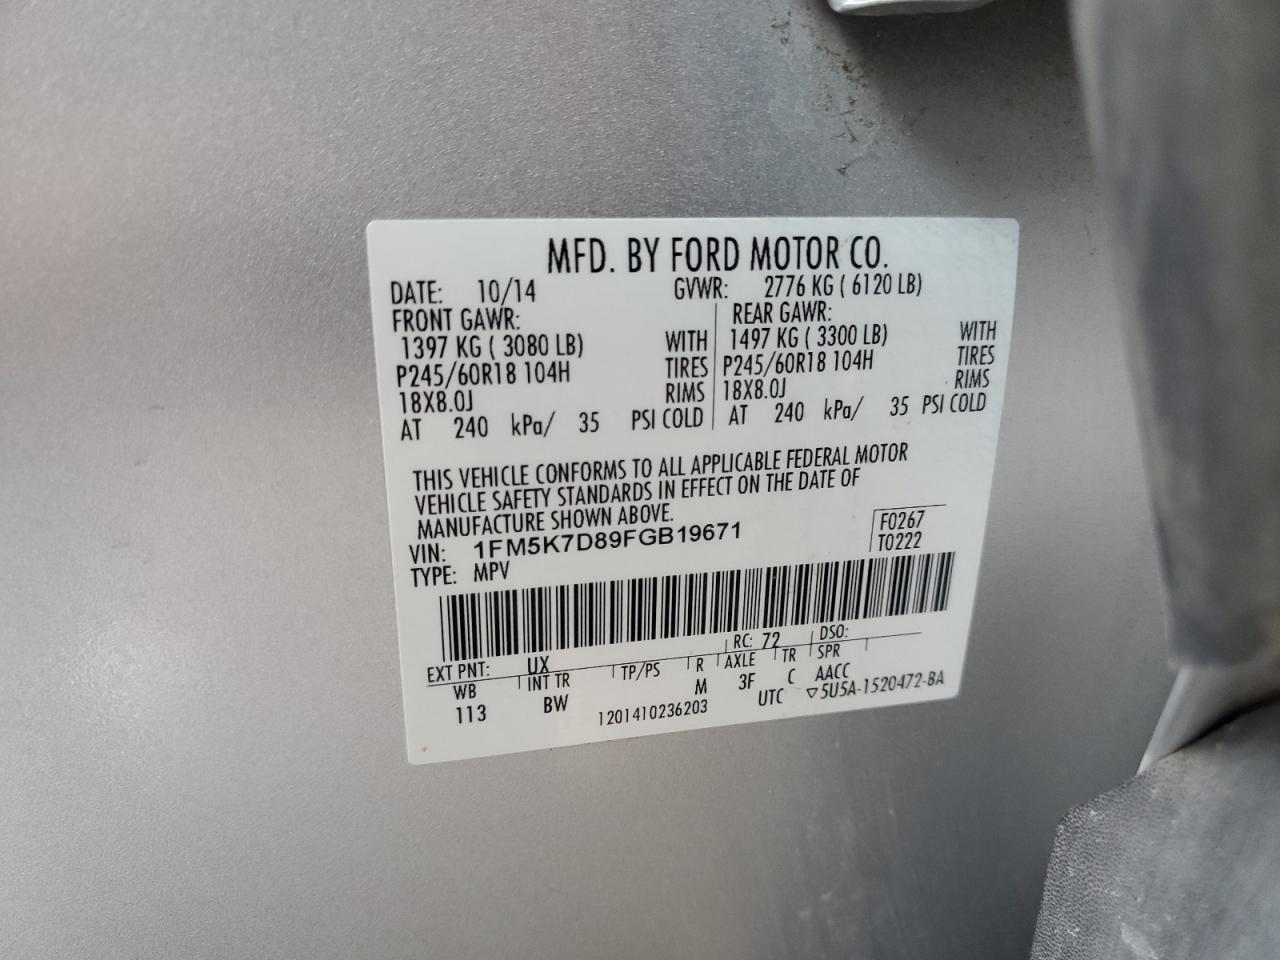 MFD. BY FORD MOTOR CO.
DATE: 10/14 GVWR: 2776 KG ( 6120 LB)
FRONT GAWR: REAR GAWR:
1397 KG ( 3080 LB) WITH 1497 KG ( 3300 LB) WITH
P245/60R18 104H TIRES P245/60R18 104H TIRES
18X8.0J RIMS 18X8.0J RIMS
AT 240 kPa/ 35 PSI COLD AT 240 kPa/ 35 PSI COLD
THIS VEHICLE CONFORMS TO ALL APPLICABLE FEDERAL MOTOR
VEHICLE SAFETY STANDARDS IN EFFECT ON THE DATE OF
MANUFACTURE SHOWN ABOVE.
VIN: 1FM5K7D89FGB19671 F0267
TYPE: MPV T0222
EXT PNT: UX RC: 72 DSO:
WB INT TR TP/PS R AXLE TR SPR
113 BW M 3F C AACC
1201410236203 UTC ▽5U5A-1520472-BA